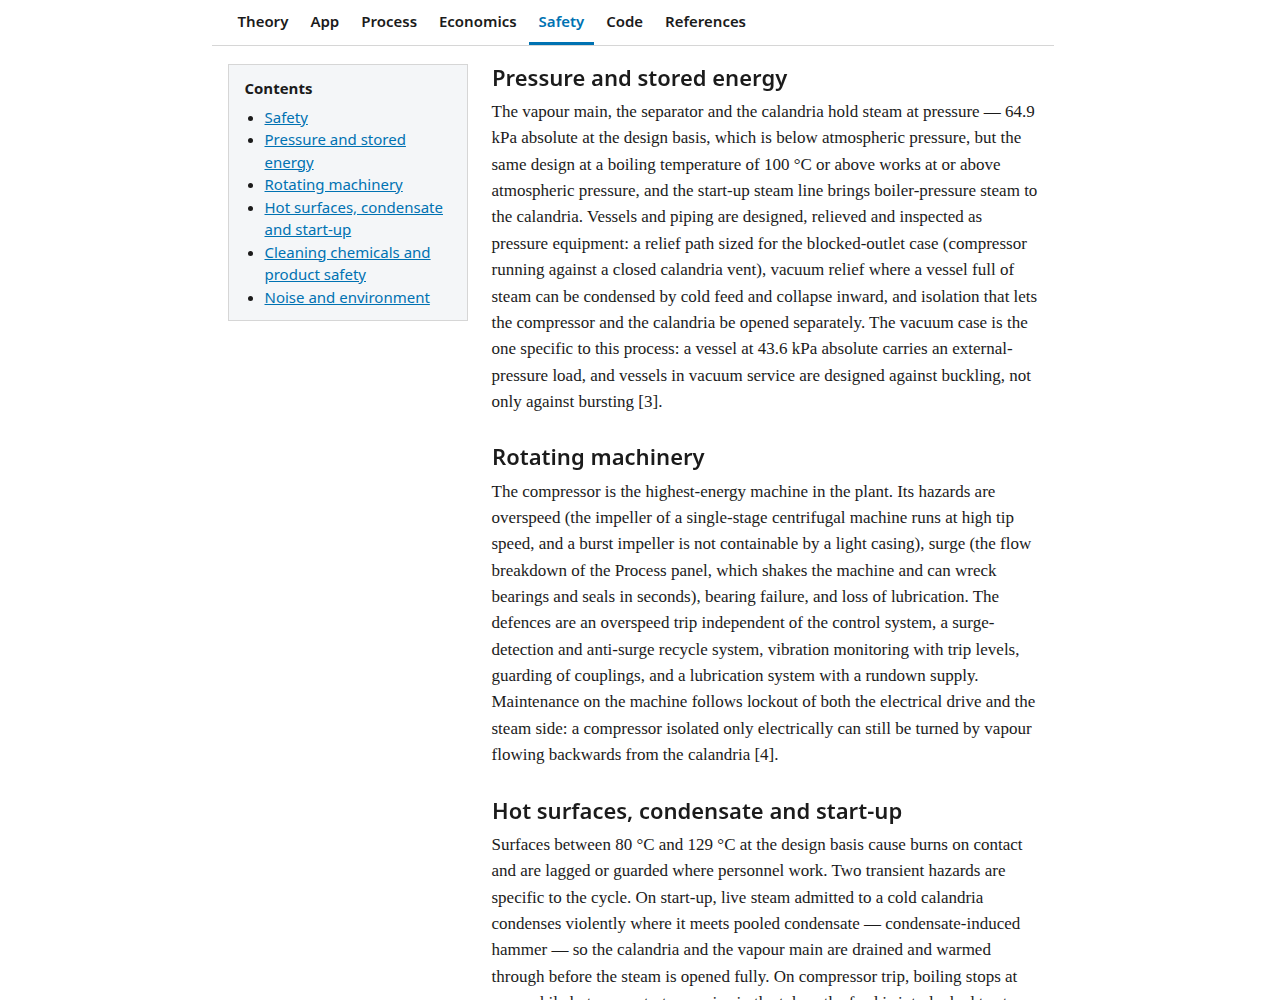 Theory App Process Economics Safety Code References
Contents
Safety
Pressure and stored
energy
Rotating machinery
Hot surfaces, condensate
and start-up
Cleaning chemicals and
product safety
Noise and environment
Pressure and stored energy
The vapour main, the separator and the calandria hold steam at pressure — 64.9
kPa absolute at the design basis, which is below atmospheric pressure, but the
same design at a boiling temperature of 100 °C or above works at or above
atmospheric pressure, and the start-up steam line brings boiler-pressure steam to
the calandria. Vessels and piping are designed, relieved and inspected as
pressure equipment: a relief path sized for the blocked-outlet case (compressor
running against a closed calandria vent), vacuum relief where a vessel full of
steam can be condensed by cold feed and collapse inward, and isolation that lets
the compressor and the calandria be opened separately. The vacuum case is the
one specific to this process: a vessel at 43.6 kPa absolute carries an external-
pressure load, and vessels in vacuum service are designed against buckling, not
only against bursting [3].
Rotating machinery
The compressor is the highest-energy machine in the plant. Its hazards are
overspeed (the impeller of a single-stage centrifugal machine runs at high tip
speed, and a burst impeller is not containable by a light casing), surge (the flow
breakdown of the Process panel, which shakes the machine and can wreck
bearings and seals in seconds), bearing failure, and loss of lubrication. The
defences are an overspeed trip independent of the control system, a surge-
detection and anti-surge recycle system, vibration monitoring with trip levels,
guarding of couplings, and a lubrication system with a rundown supply.
Maintenance on the machine follows lockout of both the electrical drive and the
steam side: a compressor isolated only electrically can still be turned by vapour
flowing backwards from the calandria [4].
Hot surfaces, condensate and start-up
Surfaces between 80 °C and 129 °C at the design basis cause burns on contact
and are lagged or guarded where personnel work. Two transient hazards are
specific to the cycle. On start-up, live steam admitted to a cold calandria
condenses violently where it meets pooled condensate — condensate-induced
hammer — so the calandria and the vapour main are drained and warmed
through before the steam is opened fully. On compressor trip, boiling stops at